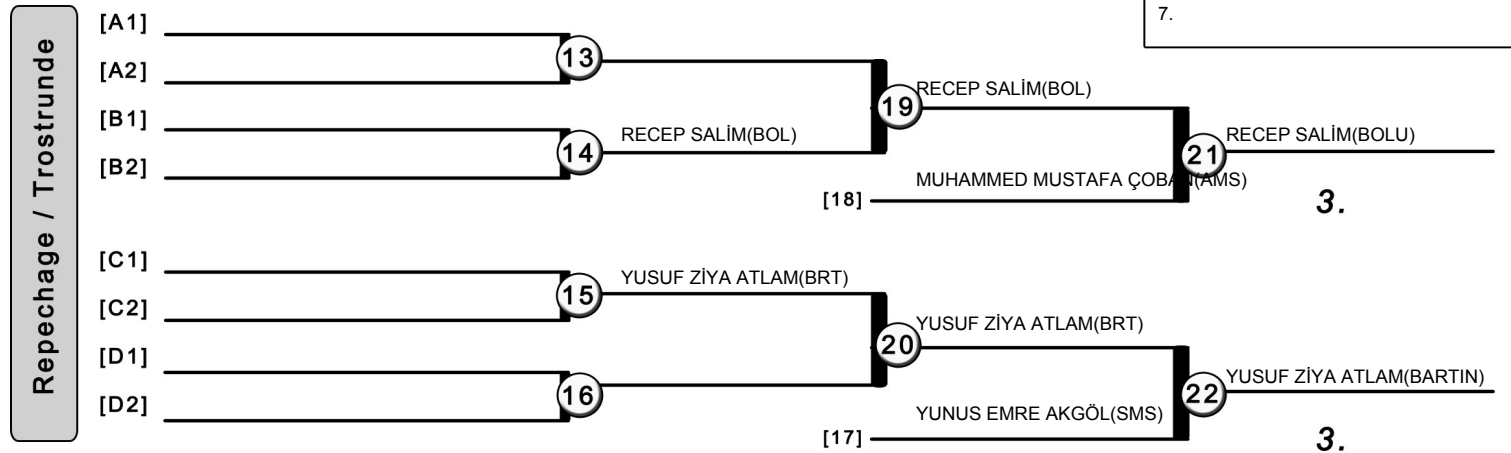 7.
Repechage / Trostrunde
[A1]
[A2]
13
[B1]
[B2]
14
RECEP SALİM(BOL)
19
RECEP SALİM(BOL)
[18]
MUHAMMED MUSTAFA ÇOBAN(AMS)
21
RECEP SALİM(BOLU)
3.
[C1]
[C2]
15
YUSUF ZİYA ATLAM(BRT)
[D1]
[D2]
16
20
YUSUF ZİYA ATLAM(BRT)
[17]
YUNUS EMRE AKGÖL(SMS)
22
YUSUF ZİYA ATLAM(BARTIN)
3.